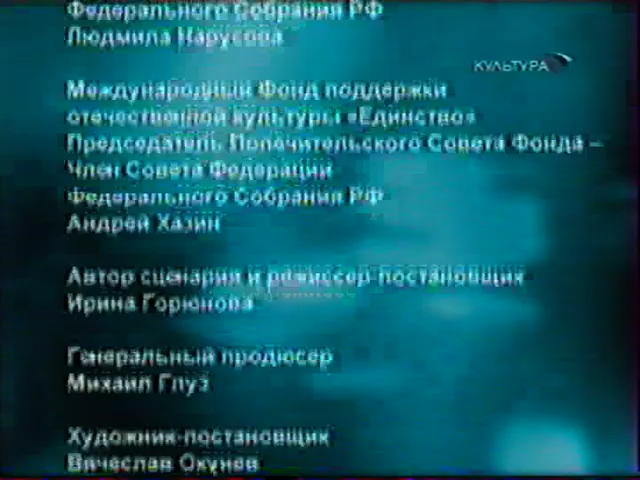 Федерального Собрания РФ
Людмила Нарусова
КУЛЬТУРА
Международный Фонд поддержки
отечественной культуры «Единство»
Председатель Попечительского Совета Фонда –
Член Совета Федерации
Федерального Собрания РФ
Андрей Хазин
Автор сценария и режиссер-постановщик
Ирина Горюнова
Генеральный продюсер
Михаил Глуз
Художник-постановщик
Вячеслав Окунев